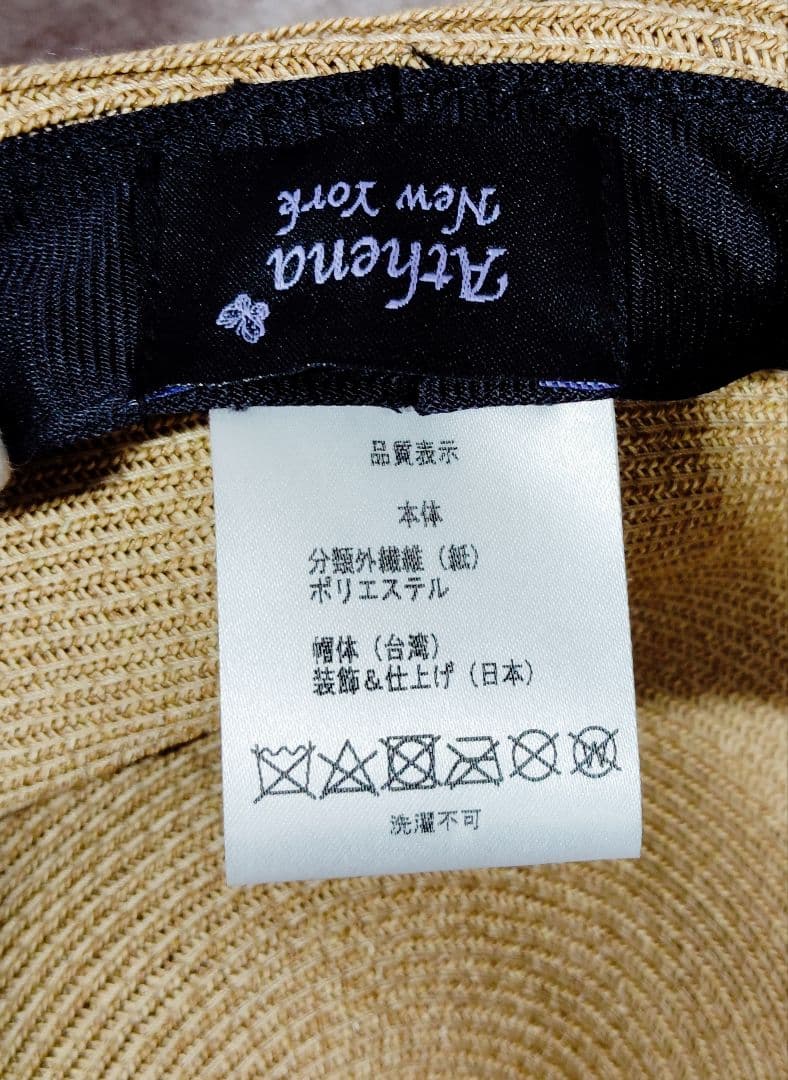 Athena
New York
品質表示
本体
分類外繊維（紙）
ポリエステル
帽体（台湾）
装飾＆仕上げ（日本）
W
洗濯不可